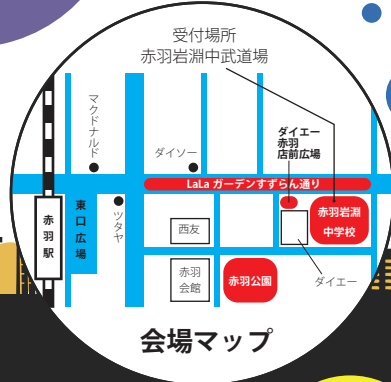 受付場所
赤羽岩淵中武道場
マクドナルド
ダイソー
ダイエー
赤羽
店前広場
LaLa ガーデンすずらん通り
赤羽駅
東口広場
ツタヤ
西友
赤羽岩淵
中学校
赤羽
会館
赤羽公園
ダイエー
会場マップ